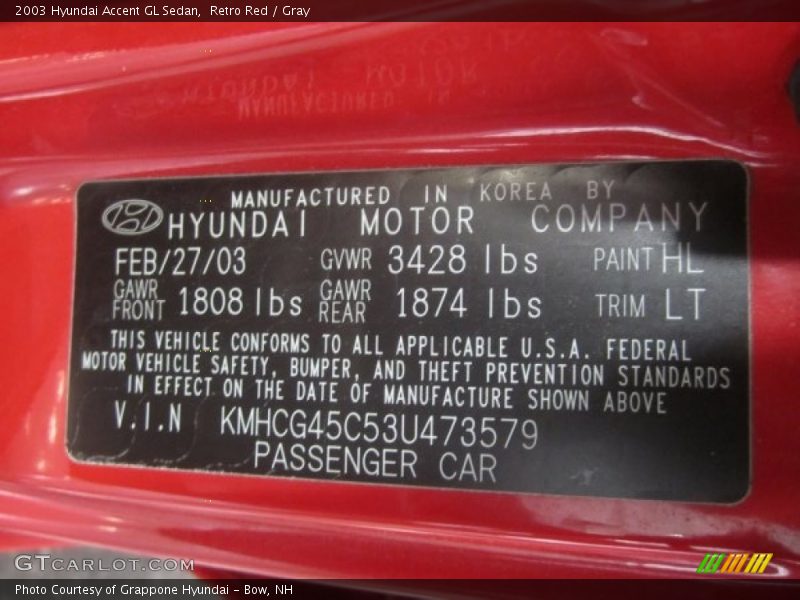 2003 Hyundai Accent GL Sedan, Retro Red / Gray
MANUFACTURED IN KOREA BY
HYUNDAI MOTOR COMPANY
FEB/27/03 GVWR 3428 lbs PAINT HL
GAWR FRONT 1808 lbs GAWR REAR 1874 lbs TRIM LT
THIS VEHICLE CONFORMS TO ALL APPLICABLE U.S.A. FEDERAL
MOTOR VEHICLE SAFETY, BUMPER, AND THEFT PREVENTION STANDARDS
IN EFFECT ON THE DATE OF MANUFACTURE SHOWN ABOVE
V.I.N KMHCG45C53U473579
PASSENGER CAR
GTCARLOT.COM
Photo Courtesy of Grappone Hyundai - Bow, NH